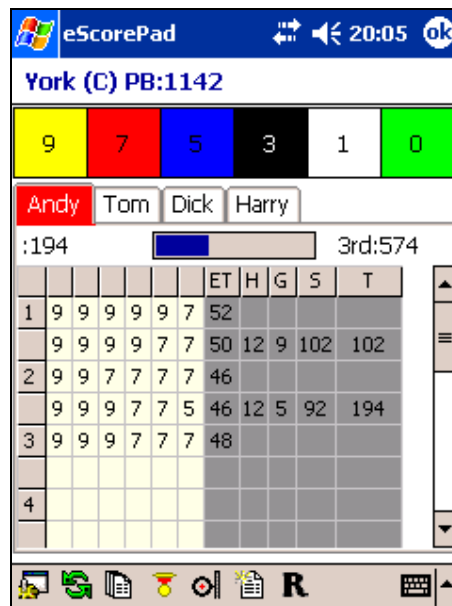 eScorePad 20:05 ok
York (C) PB:1142
9 7 5 3 1 0
Andy Tom Dick Harry
:194 3rd:574
ET H G S T
1 9 9 9 9 9 7 52
9 9 9 9 7 7 50 12 9 102 102
2 9 9 7 7 7 7 46
9 9 9 7 7 5 46 12 5 92 194
3 9 9 9 7 7 7 48
4
R